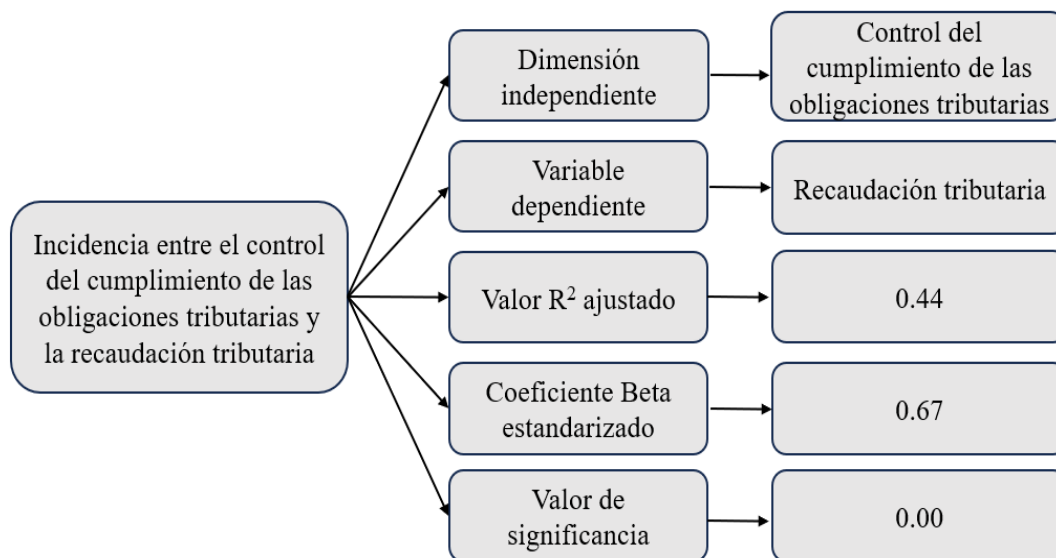 Incidencia entre el control
del cumplimiento de las
obligaciones tributarias y
la recaudación tributaria
Dimensión
independiente
Control del
cumplimiento de las
obligaciones tributarias
Variable
dependiente
Recaudación tributaria
Valor R² ajustado
0.44
Coeficiente Beta
estandarizado
0.67
Valor de
significancia
0.00